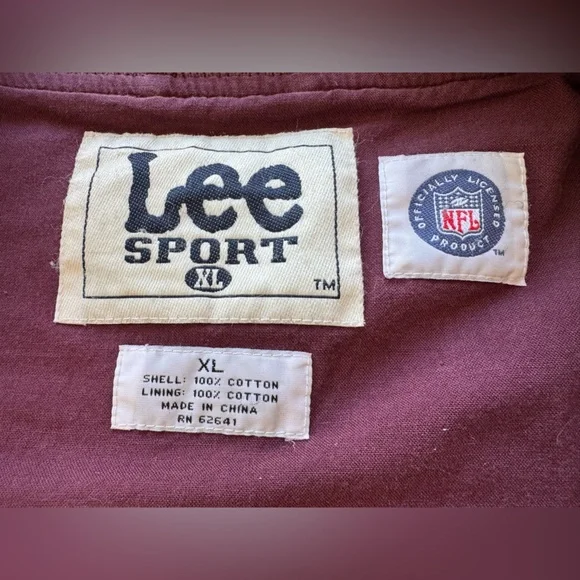 Lee
SPORT
XL
TM
OFFICIALLY LICENSED
NFL
PRODUCT
TM
XL
SHELL: 100% COTTON
LINING: 100% COTTON
MADE IN CHINA
RN 62641